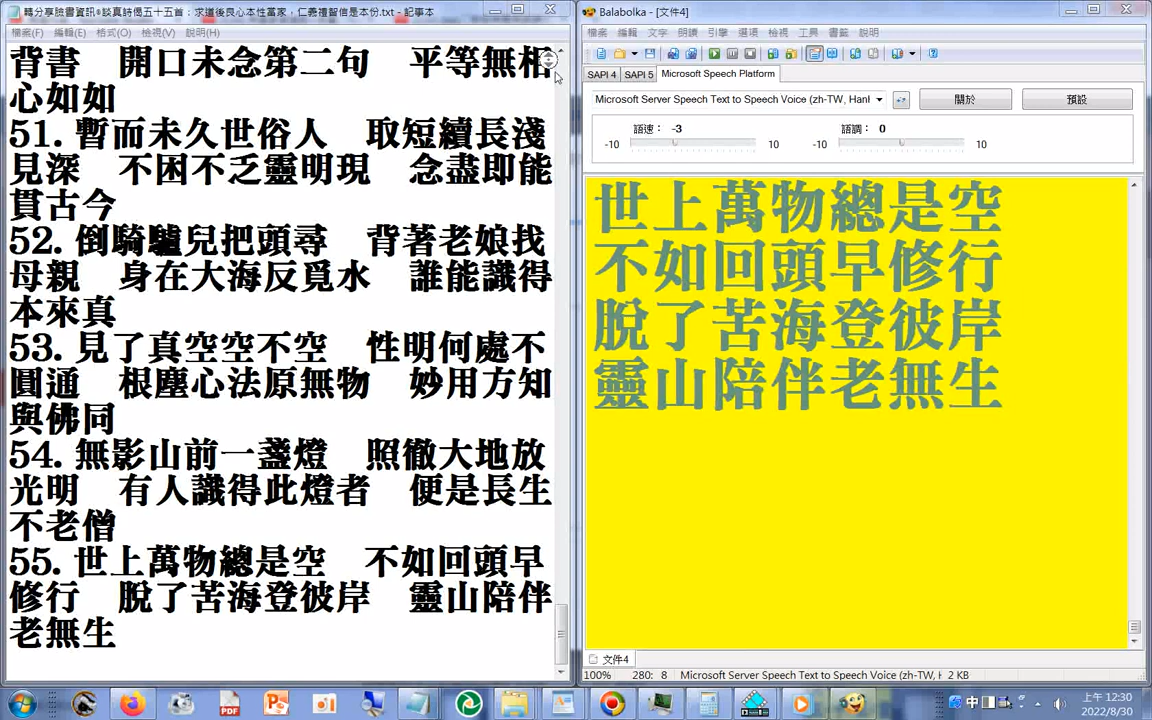 轉分享臉書資訊®談真詩偈五十五首：求道後良心本性當家，仁義禮智信是本份.txt - 記事本
檔案(F) 編輯(E) 格式(O) 檢視(V) 說明(H)
背書　開口未念第二句　平等無相
心如如
51. 暫而未久世俗人　取短續長淺
見深　不困不乏靈明現　念盡即能
貫古今
52. 倒騎驢兒把頭尋　背著老娘找
母親　身在大海反覓水　誰能識得
本來真
53. 見了真空空不空　性明何處不
圓通　根塵心法原無物　妙用方知
與佛同
54. 無影山前一盞燈　照徹大地放
光明　有人識得此燈者　便是長生
不老僧
55. 世上萬物總是空　不如回頭早
修行　脫了苦海登彼岸　靈山陪伴
老無生
Balabolka - [文件4]
檔案 編輯 文字 朗讀 引擎 選項 檢視 工具 書籤 說明
SAPI 4 SAPI 5 Microsoft Speech Platform
Microsoft Server Speech Text to Speech Voice (zh-TW, HanH
關於 預設
語速： -3 語調： 0
-10 10 -10 10
世上萬物總是空
不如回頭早修行
脫了苦海登彼岸
靈山陪伴老無生
文件4
100% 280: 8 Microsoft Server Speech Text to Speech Voice (zh-TW, H 2 KB
中
上午 12:30
2022/8/30